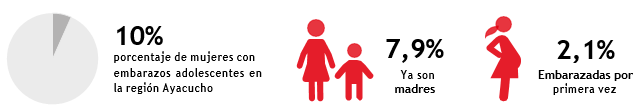 10%
porcentaje de mujeres con
embarazos adolescentes en
la región Ayacucho
7,9%
Ya son
madres
2,1%
Embarazadas por
primera vez